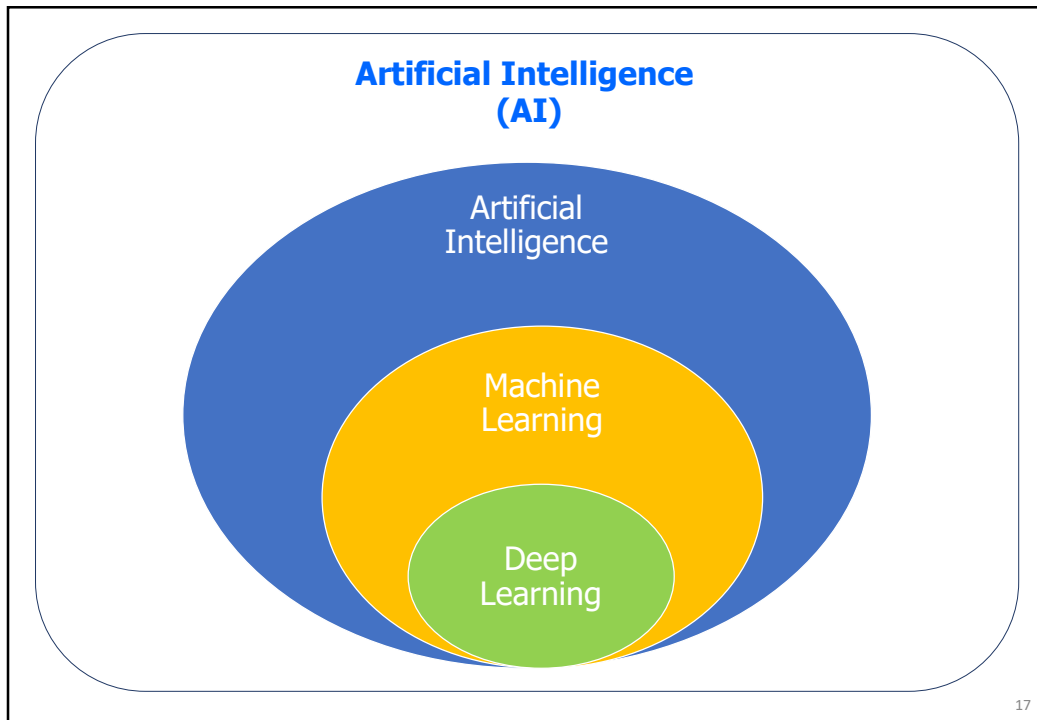 Artificial Intelligence
(AI)
Artificial
Intelligence
Machine
Learning
Deep
Learning
17